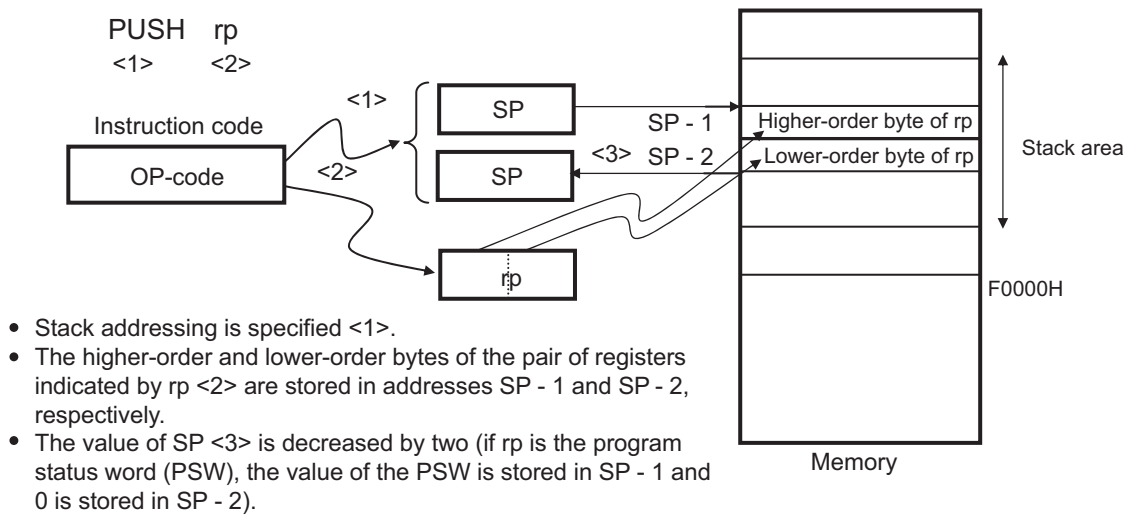 PUSH rp
<1> <2>
Instruction code
OP-code
<1>
<2>
SP
SP
rp
<3>
SP - 1
SP - 2
Higher-order byte of rp
Lower-order byte of rp
Stack area
F0000H
Memory
• Stack addressing is specified <1>.
• The higher-order and lower-order bytes of the pair of registers
indicated by rp <2> are stored in addresses SP - 1 and SP - 2,
respectively.
• The value of SP <3> is decreased by two (if rp is the program
status word (PSW), the value of the PSW is stored in SP - 1 and
0 is stored in SP - 2).